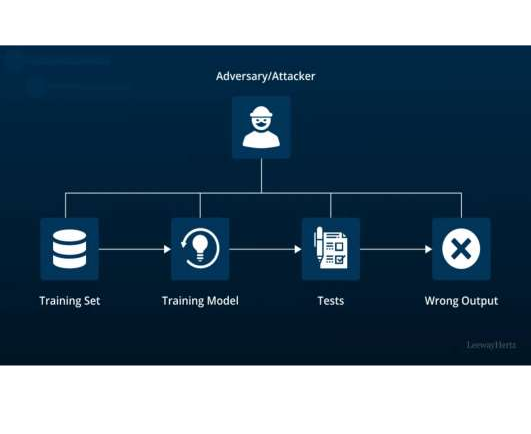 Adversary/Attacker
Training Set
Training Model
Tests
Wrong Output
LeewayHertz